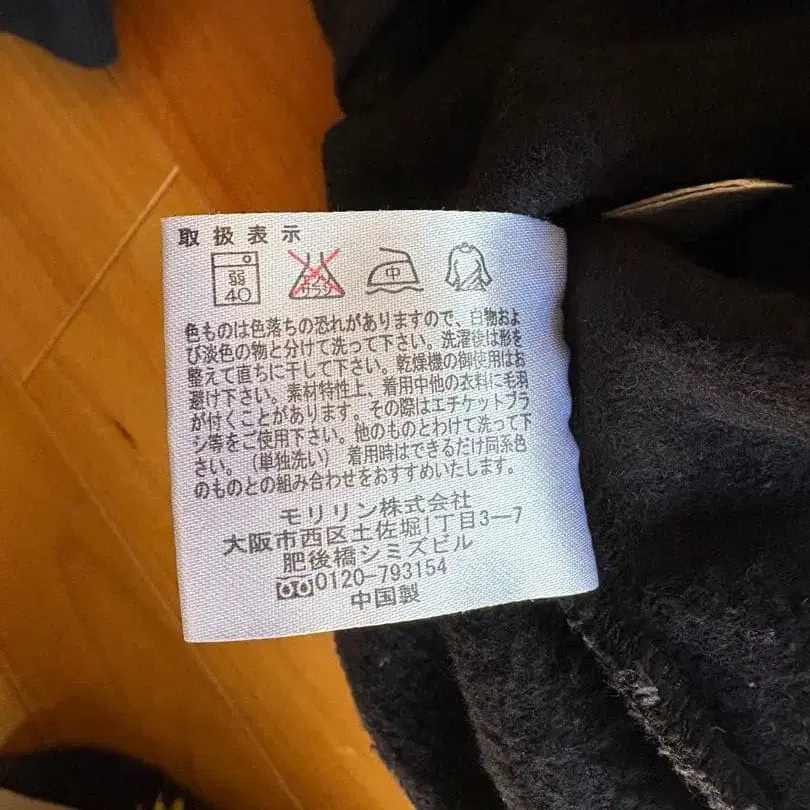 取扱表示
弱
40
エンソ
サラシ
中
色ものは色落ちの恐れがありますので、白物およ
び淡色の物と分けて洗って下さい。洗濯後は形を
整えて直ちに干して下さい。乾燥機の御使用はお
避け下さい。素材特性上、着用中他の衣料に毛羽
が付くことがあります。その際はエチケットブラ
シ等をご使用下さい。他のものとわけて洗って下
さい。（単独洗い）着用時はできるだけ同系色
のものとの組み合わせをおすすめいたします。
モリリン株式会社
大阪市西区土佐堀1丁目3-7
肥後橋シミズビル
0120-793154
中国製